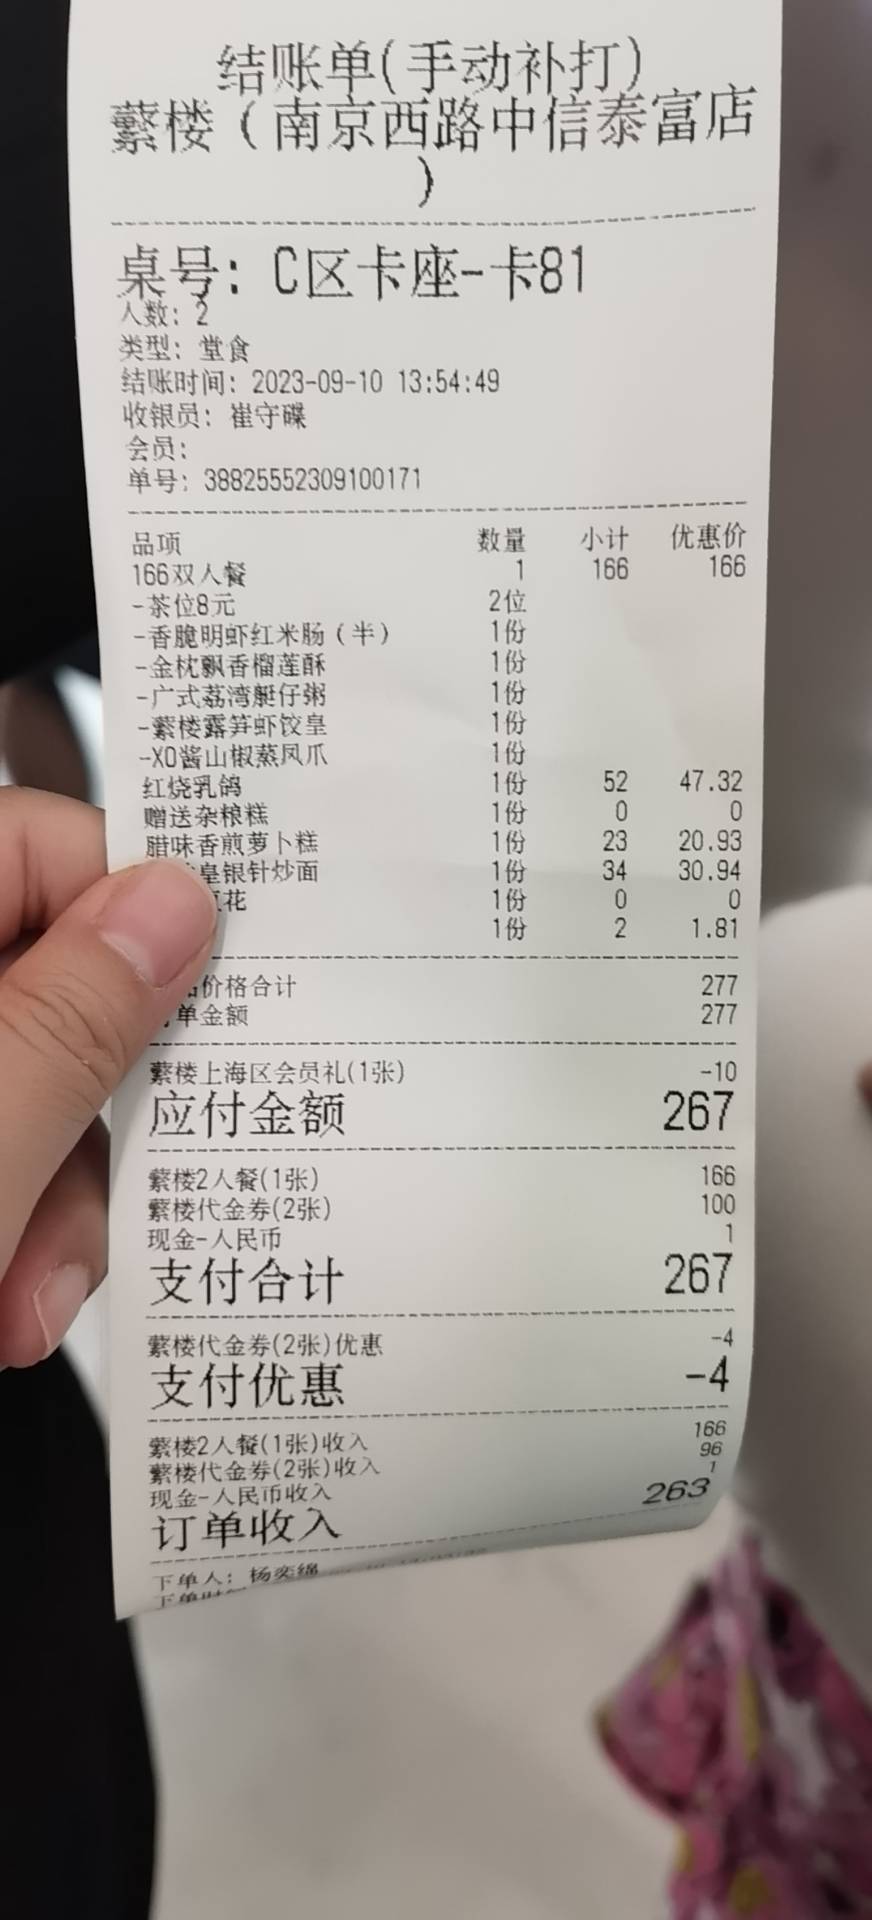 结账单(手动补打)
蘩楼(南京西路中信泰富店
)
桌号: C区卡座-卡81
人数: 2
类型: 堂食
结账时间: 2023-09-10 13:54:49
收银员: 崔守碟
会员:
单号: 38825552309100171
品项 数量 小计 优惠价
166双人餐 1 166 166
-茶位8元 2位
-香脆明虾红米肠(半) 1份
-金枕飘香榴莲酥 1份
-广式荔湾艇仔粥 1份
-蘩楼露笋虾饺皇 1份
-XO酱山椒蒸凤爪 1份
红烧乳鸽 1份 52 47.32
赠送杂粮糕 1份 0 0
腊味香煎萝卜糕 1份 23 20.93
皇银针炒面 1份 34 30.94
花 1份 0 0
1份 2 1.81
价格合计 277
单金额 277
蘩楼上海区会员礼(1张) -10
应付金额 267
蘩楼2人餐(1张) 166
蘩楼代金券(2张) 100
现金-人民币 1
支付合计 267
蘩楼代金券(2张)优惠 -4
支付优惠 -4
蘩楼2人餐(1张)收入 166
蘩楼代金券(2张)收入 96
现金-人民币收入 1
订单收入 263
下单人: 杨奕绵